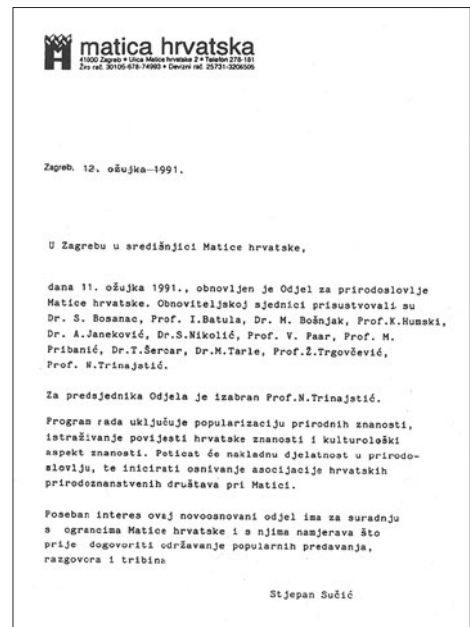 matica hrvatska
41000 Zagreb • Ulica Matice hrvatske 2 • Telefon 278-181
Žiro rač. 30105-678-74993 • Devizni rač. 25731-3206505
Zagreb, 12. ožujka 1991.
U Zagrebu u središnjici Matice hrvatske,
dana 11. ožujka 1991., obnovljen je Odjel za prirodoslovlje
Matice hrvatske. Obnoviteljskoj sjednici prisustvovali su
Dr. S. Bosanac, Prof. I.Batula, Dr. M. Bošnjak, Prof.K.Humski,
Dr. A.Janeković, Dr.S.Nikolić, Prof. V. Paar, Prof. M.
Pribanić, Dr.T.Šercar, Dr.M.Tarle, Prof.Ž.Trgovčević,
Prof. N.Trinajstić.
Za predsjednika Odjela je izabran Prof.N.Trinajstić.
Program rada uključuje popularizaciju prirodnih znanosti,
istraživanje povijesti hrvatske znanosti i kulturološki
aspekt znanosti. Poticat će nakladnu djelatnost u prirodo-
slovlju, te inicirati osnivanje asocijacije hrvatskih
prirodoznanstvenih društava pri Matici.
Poseban interes ovaj novoosnovani odjel ima za suradnju
s ograncima Matice hrvatske i s njima namjerava što
prije dogovoriti održavanje popularnih predavanja,
razgovora i tribina
Stjepan Sučić